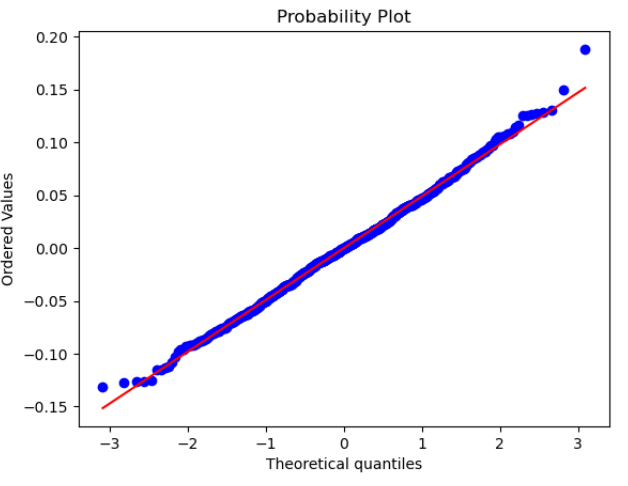 Probability Plot
0.20
0.15
0.10
0.05
0.00
−0.05
−0.10
−0.15
Ordered Values
−3 −2 −1 0 1 2 3
Theoretical quantiles